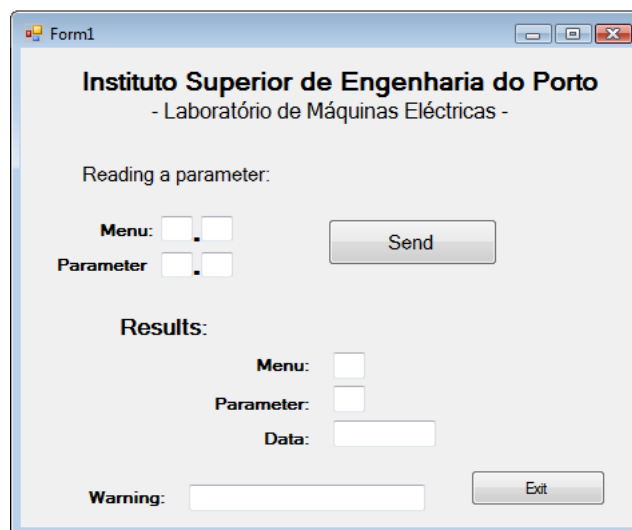 Form1
Instituto Superior de Engenharia do Porto
- Laboratório de Máquinas Eléctricas -
Reading a parameter:
Menu: .
Send
Parameter .
Results:
Menu:
Parameter:
Data:
Warning:
Exit